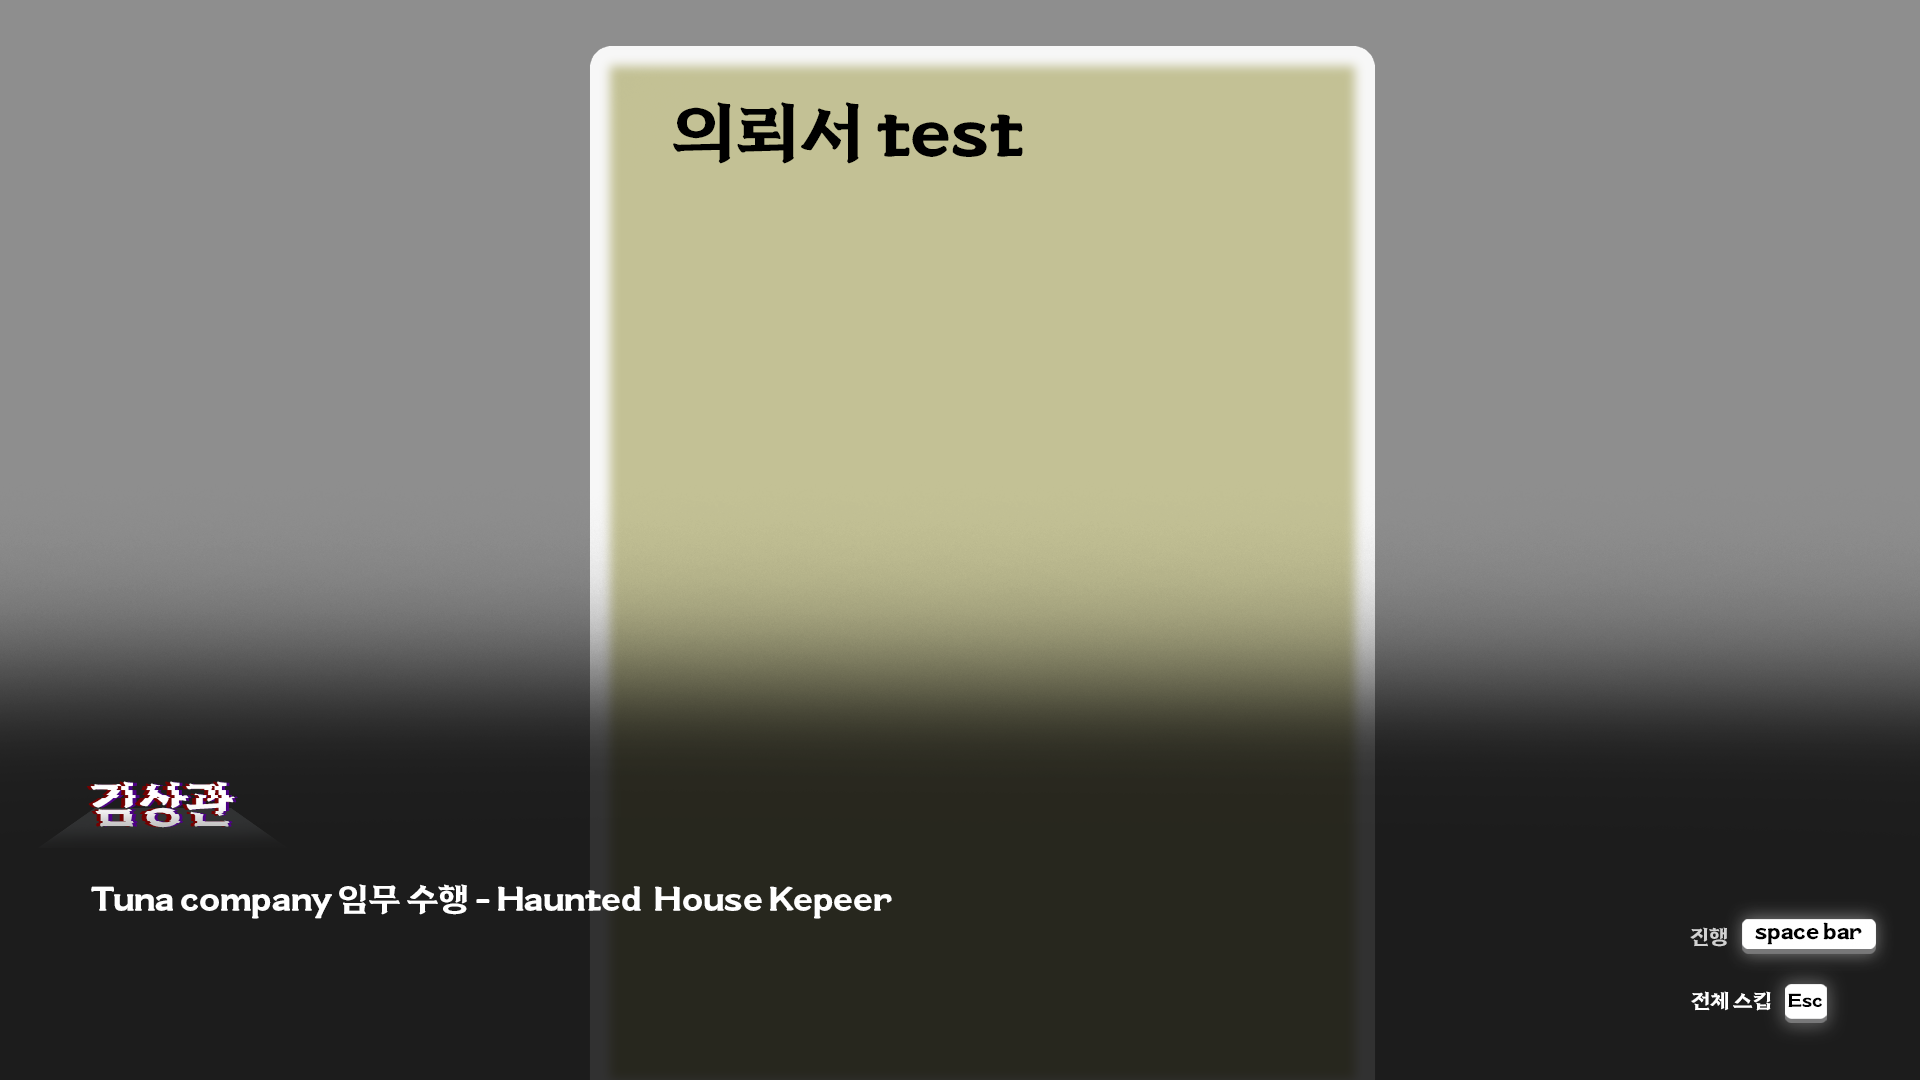 의뢰서 test
김상관
Tuna company 임무 수행 - Haunted  House Kepeer
진행 space bar
전체 스킵 Esc